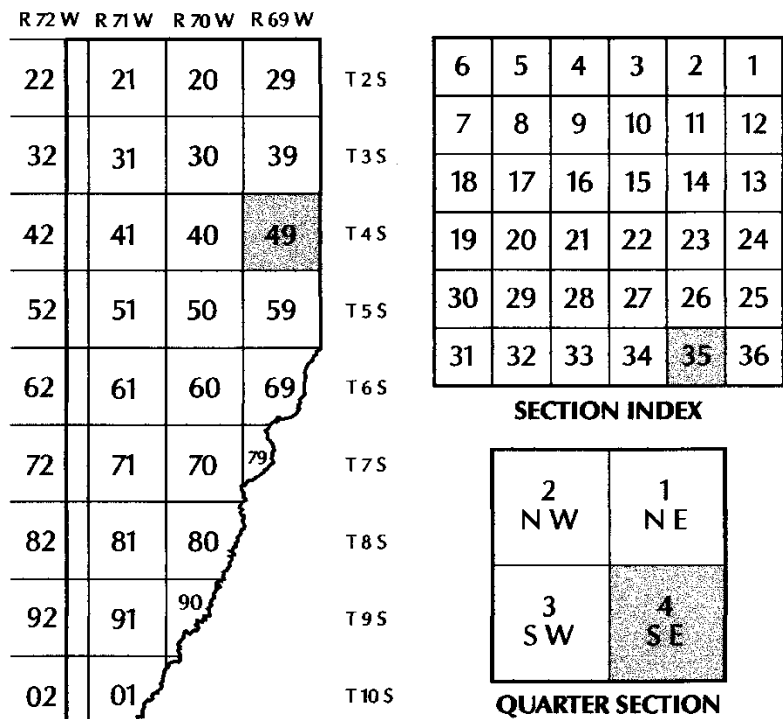 R 72 W R 71 W R 70 W R 69 W
22 21 20 29 T 2 S
32 31 30 39 T 3 S
42 41 40 49 T 4 S
52 51 50 59 T 5 S
62 61 60 69 T 6 S
72 71 70 79 T 7 S
82 81 80 T 8 S
92 91 90 T 9 S
02 01 T 10 S
6 5 4 3 2 1
7 8 9 10 11 12
18 17 16 15 14 13
19 20 21 22 23 24
30 29 28 27 26 25
31 32 33 34 35 36
SECTION INDEX
2 1
N W N E
3 4
S W S E
QUARTER SECTION